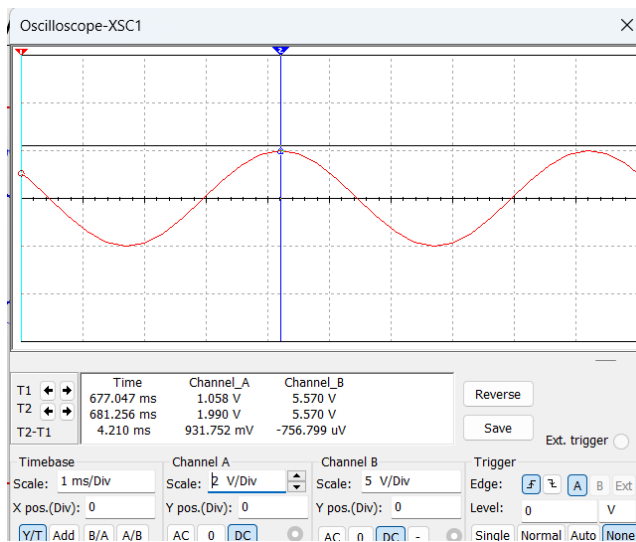 Oscilloscope-XSC1
1
2
Time Channel_A Channel_B
T1 677.047 ms 1.058 V 5.570 V
T2 681.256 ms 1.990 V 5.570 V
T2-T1 4.210 ms 931.752 mV -756.799 uV
Reverse
Save
Ext. trigger
Timebase Channel A Channel B Trigger
Scale: 1 ms/Div Scale: 2 V/Div Scale: 5 V/Div Edge: A B Ext
X pos.(Div): 0 Y pos.(Div): 0 Y pos.(Div): 0 Level: 0 V
Y/T Add B/A A/B AC 0 DC AC 0 DC - Single Normal Auto None